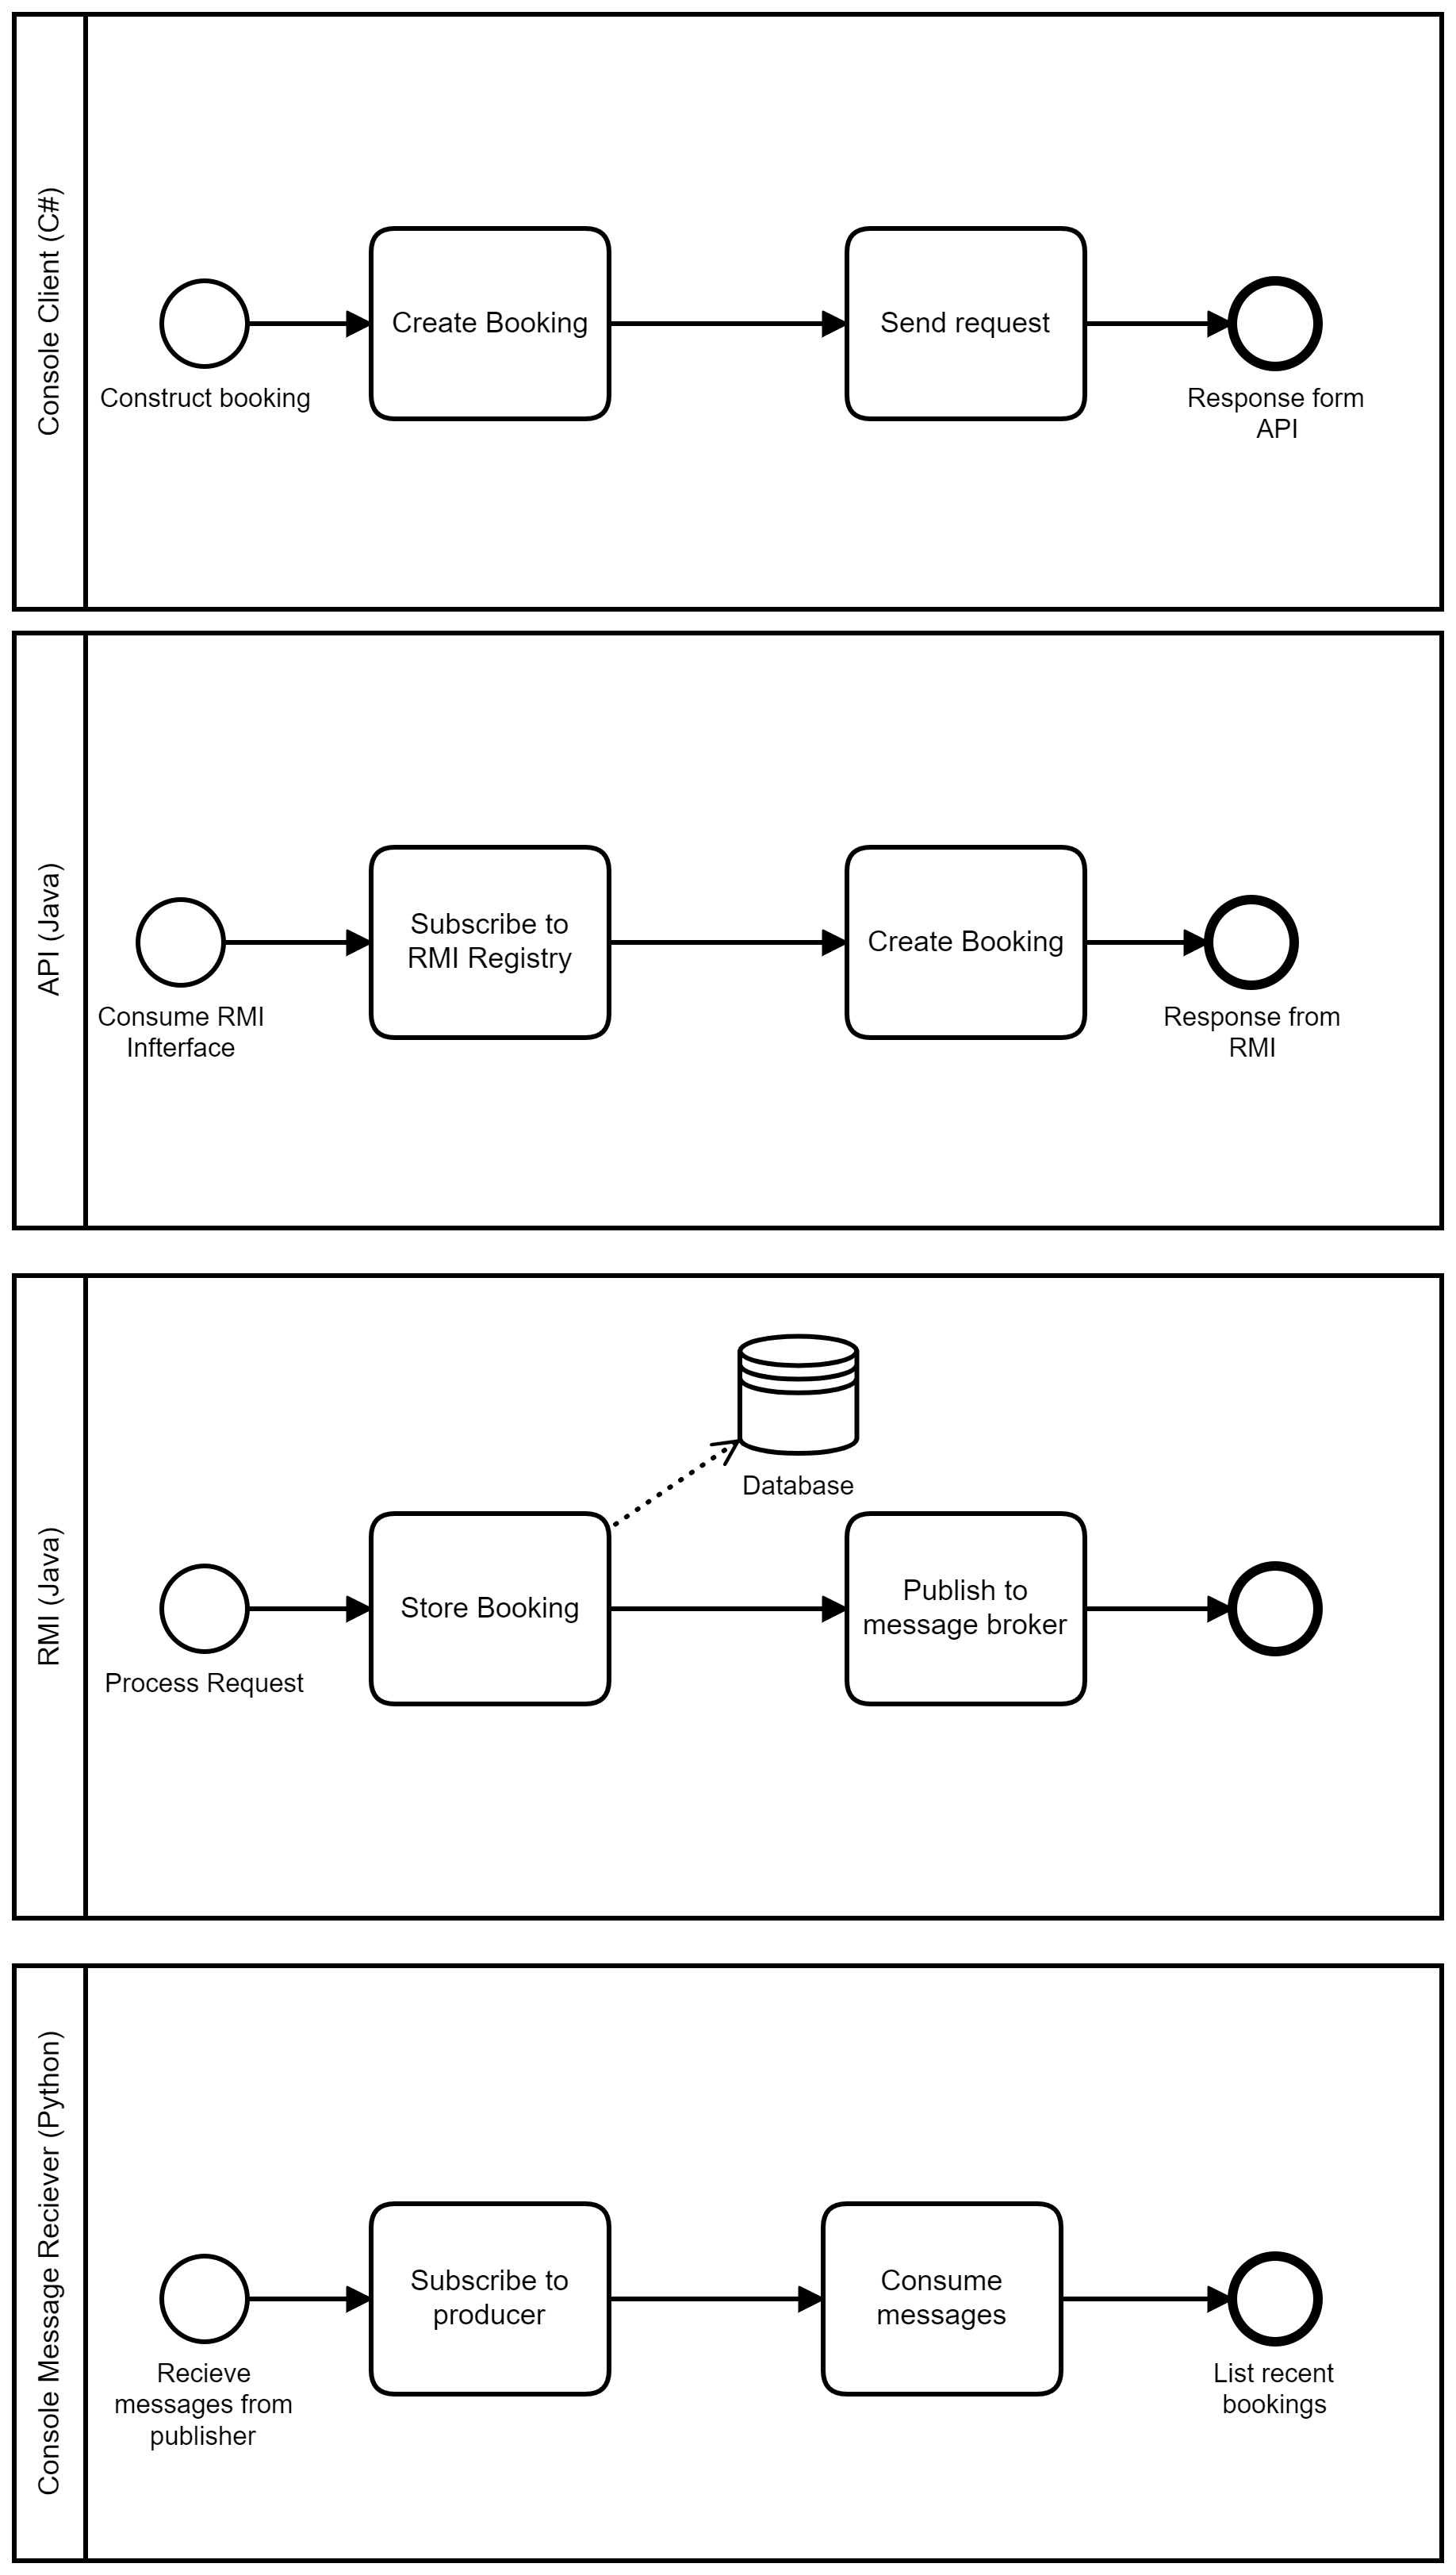 Console Client (C#)
Construct booking
Create Booking
Send request
Response form
API
API (Java)
Consume RMI
Infterface
Subscribe to
RMI Registry
Create Booking
Response from
RMI
RMI (Java)
Process Request
Store Booking
Database
Publish to
message broker
Console Message Reciever (Python)
Recieve
messages from
publisher
Subscribe to
producer
Consume
messages
List recent
bookings